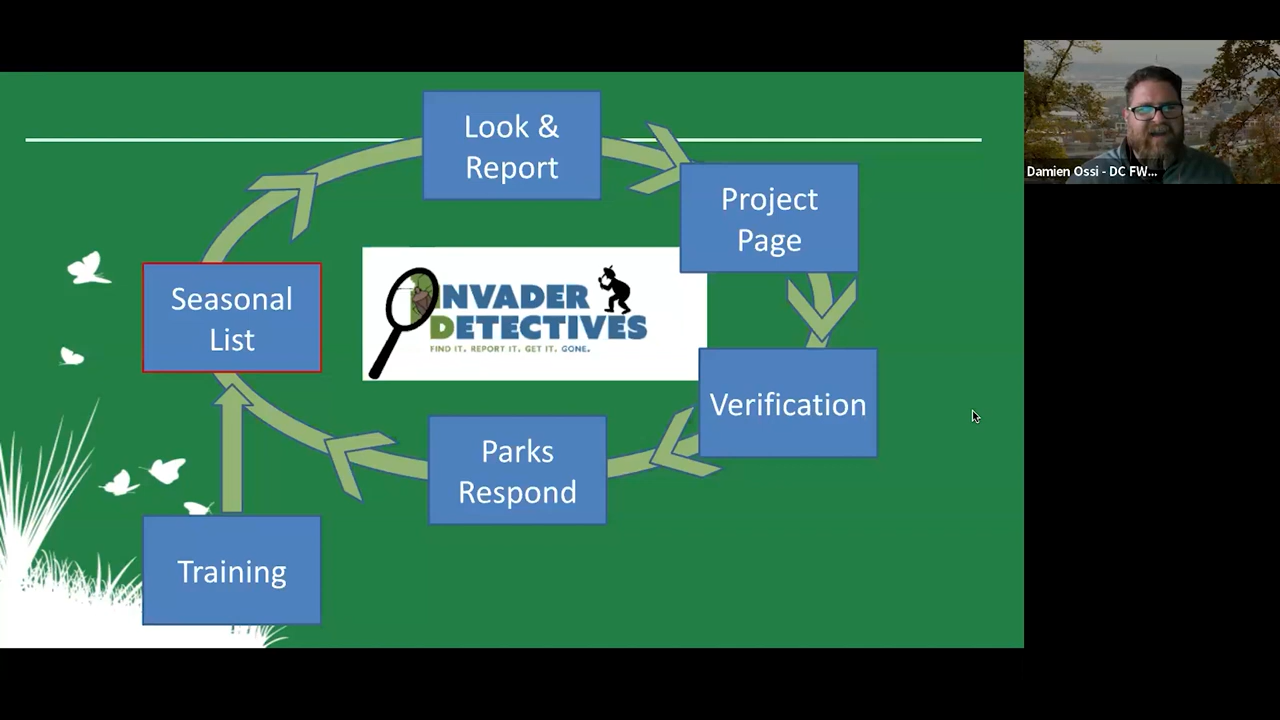 Look &
Report
Project
Page
Damien Ossi - DC FW...
Seasonal
List
INVADER
DETECTIVES
FIND IT. REPORT IT. GET IT. GONE.
Verification
Parks
Respond
Training